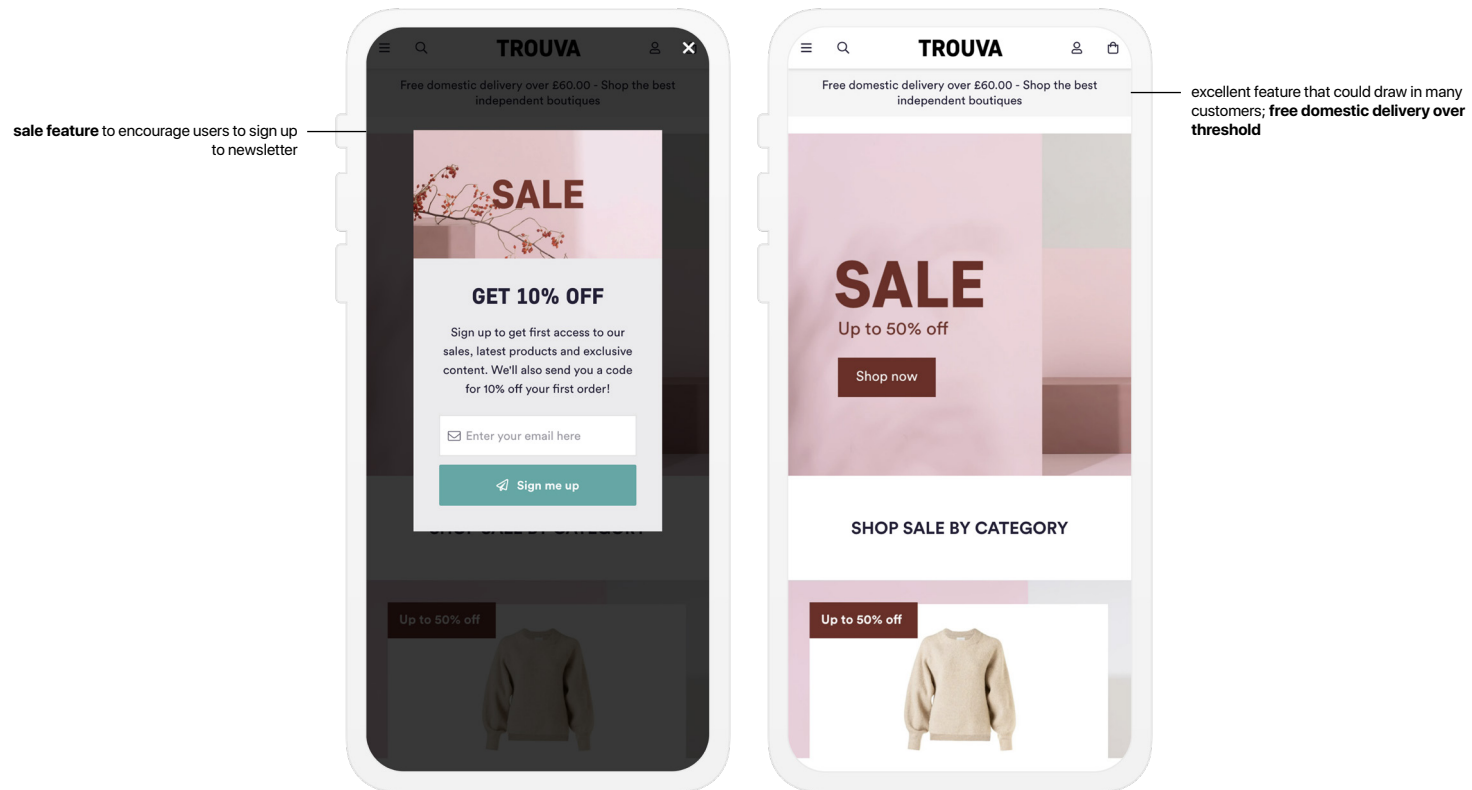 sale feature to encourage users to sign up
to newsletter
TROUVA
Free domestic delivery over £60.00 - Shop the best
independent boutiques
SALE
GET 10% OFF
Sign up to get first access to our
sales, latest products and exclusive
content. We'll also send you a code
for 10% off your first order!
Enter your email here
Sign me up
SHOP SALE BY CATEGORY
Up to 50% off
TROUVA
Free domestic delivery over £60.00 - Shop the best
independent boutiques
SALE
Up to 50% off
Shop now
SHOP SALE BY CATEGORY
Up to 50% off
excellent feature that could draw in many
customers; free domestic delivery over
threshold